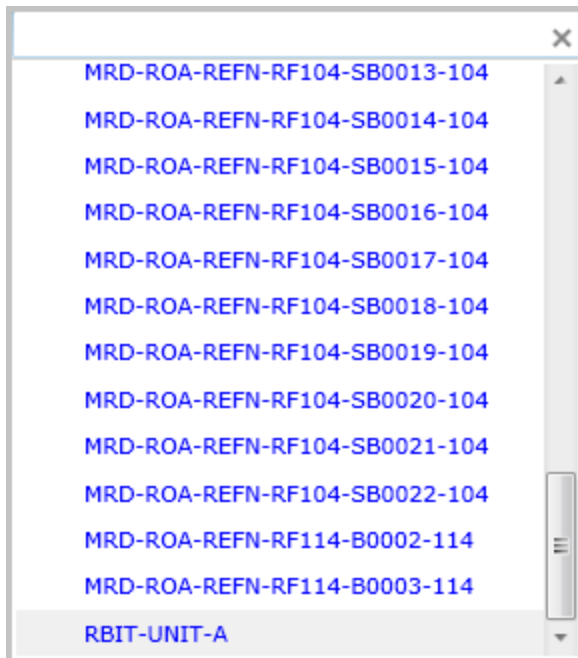 MRD-ROA-REFN-RF104-SB0013-104
MRD-ROA-REFN-RF104-SB0014-104
MRD-ROA-REFN-RF104-SB0015-104
MRD-ROA-REFN-RF104-SB0016-104
MRD-ROA-REFN-RF104-SB0017-104
MRD-ROA-REFN-RF104-SB0018-104
MRD-ROA-REFN-RF104-SB0019-104
MRD-ROA-REFN-RF104-SB0020-104
MRD-ROA-REFN-RF104-SB0021-104
MRD-ROA-REFN-RF104-SB0022-104
MRD-ROA-REFN-RF114-B0002-114
MRD-ROA-REFN-RF114-B0003-114
RBIT-UNIT-A